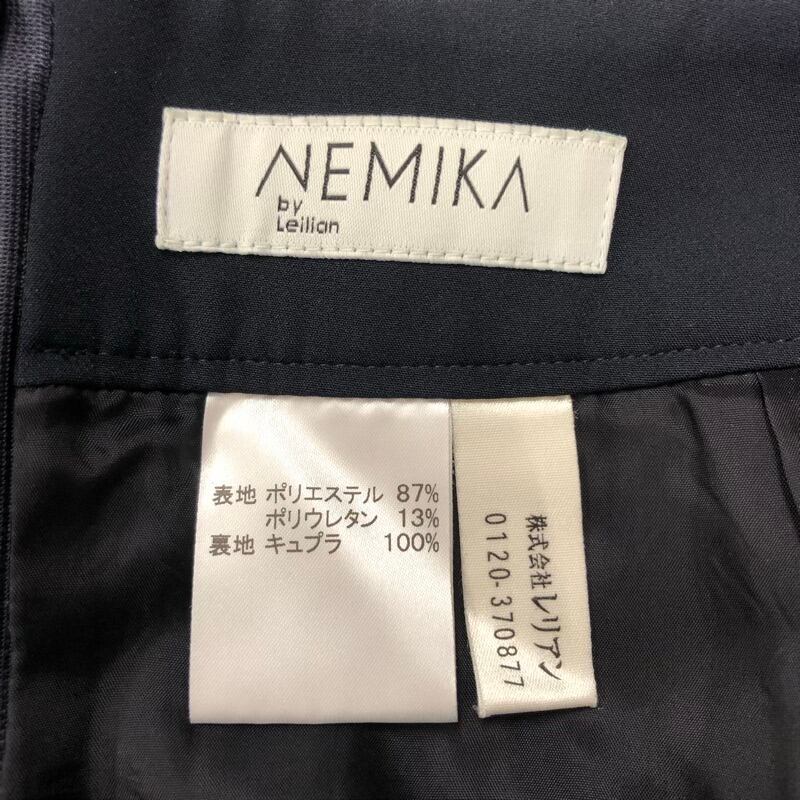 NEMIKA
by
Leilian
表地 ポリエステル 87%
ポリウレタン 13%
裏地 キュプラ 100%
株式会社 レリアン
0120-370877